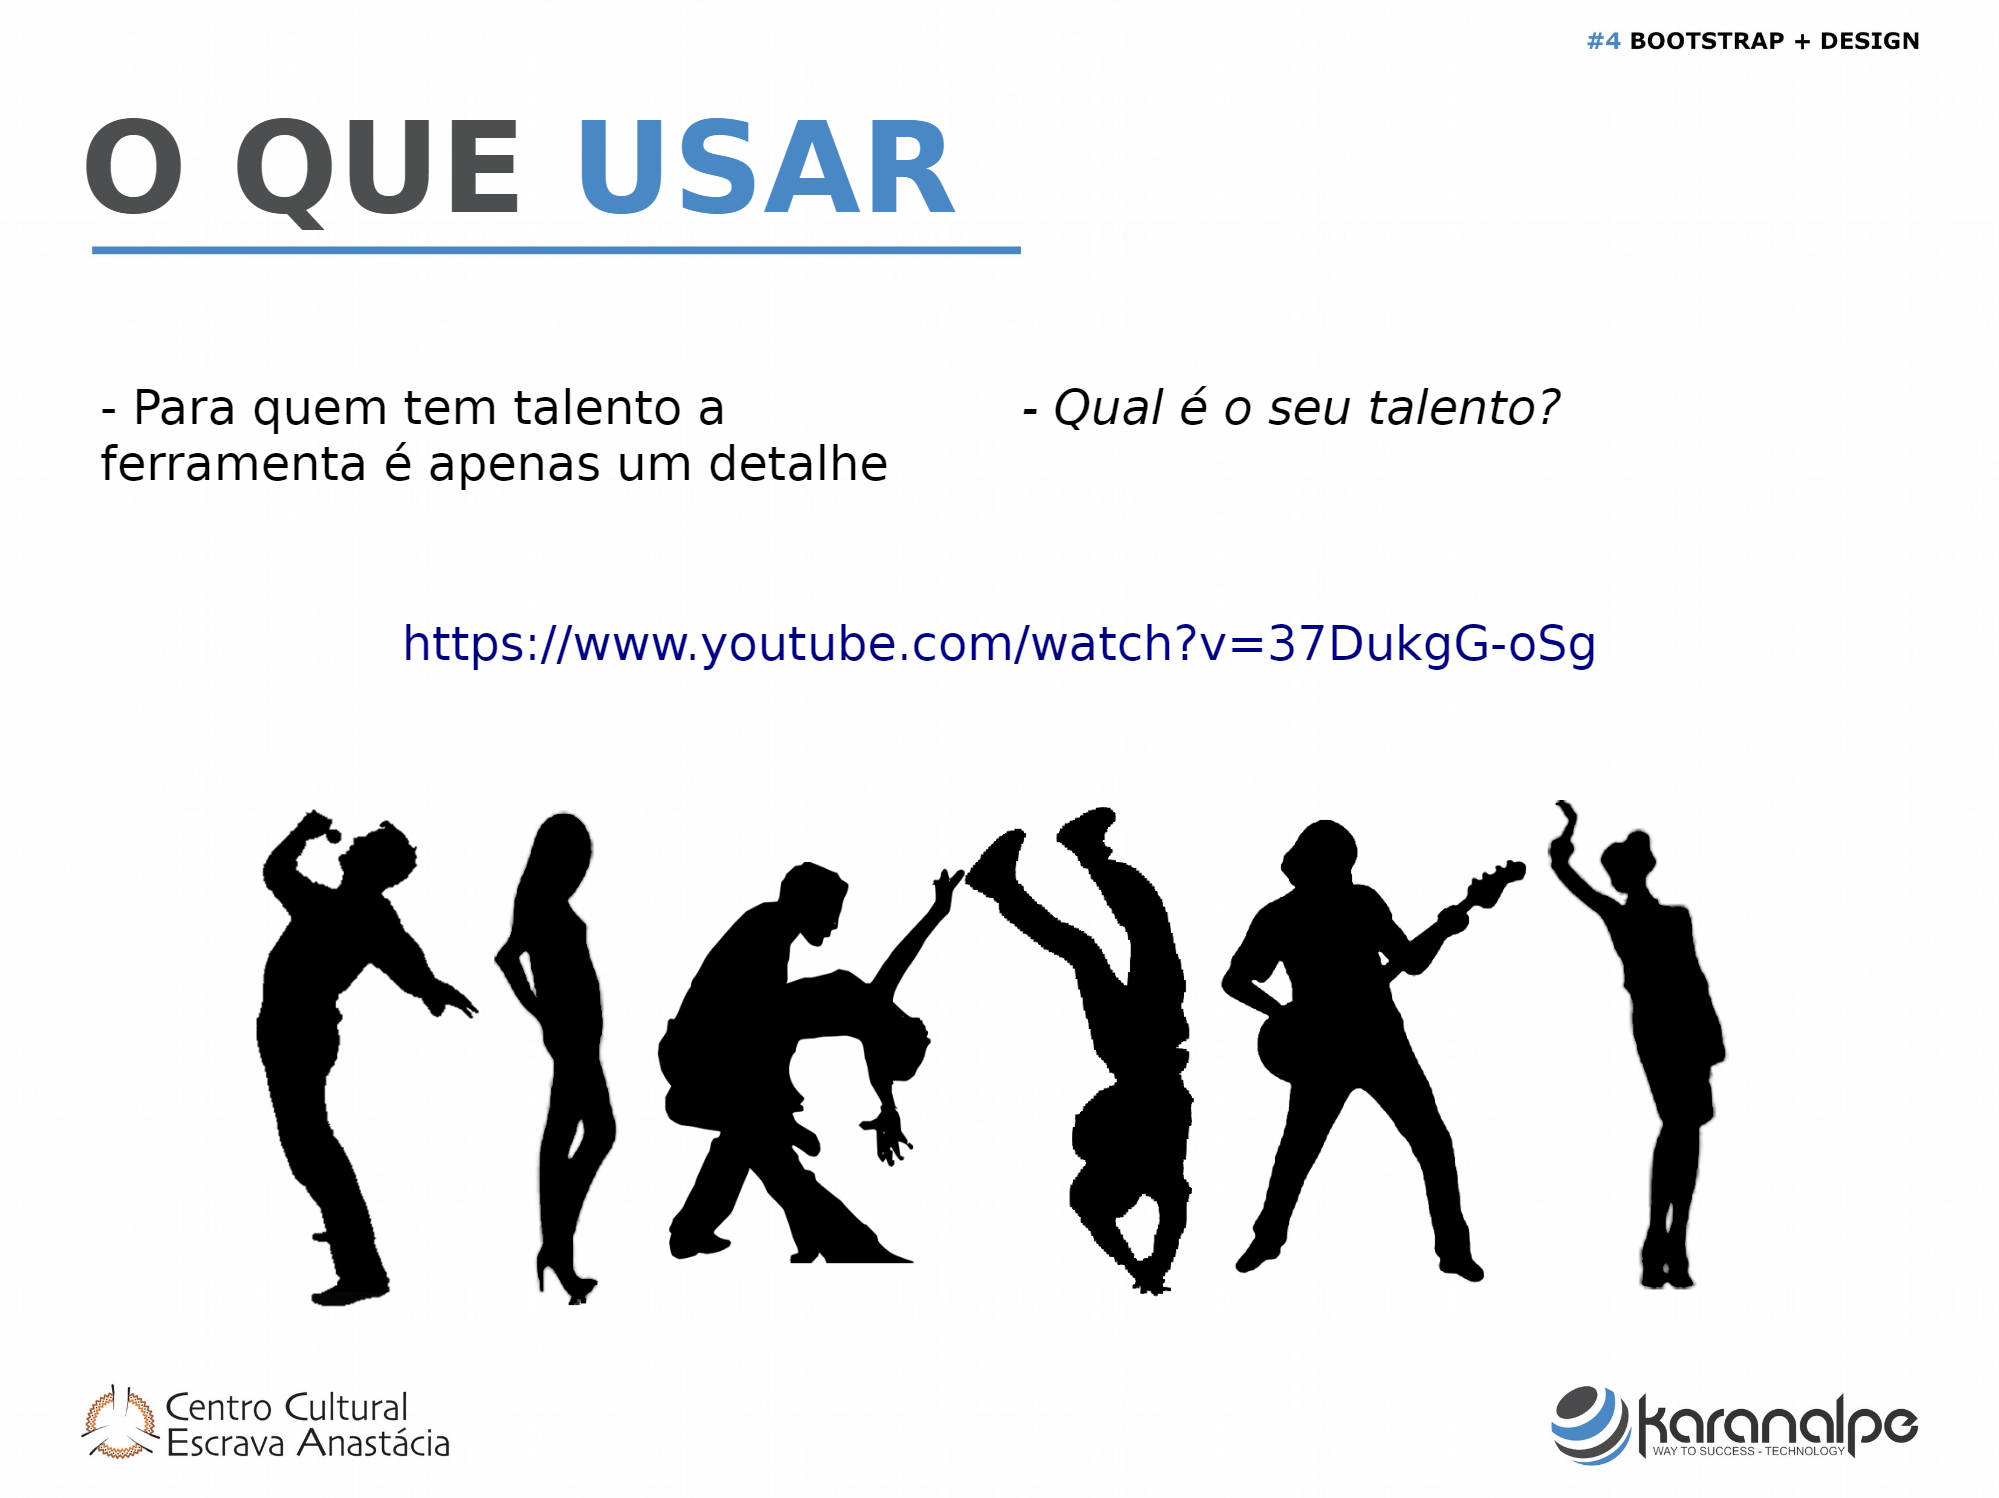 #4 BOOTSTRAP + DESIGN
O QUE USAR
- Para quem tem talento a
ferramenta é apenas um detalhe
- Qual é o seu talento?
https://www.youtube.com/watch?v=37DukgG-oSg
Centro Cultural
Escrava Anastácia
karanalpe
WAY TO SUCCESS - TECHNOLOGY